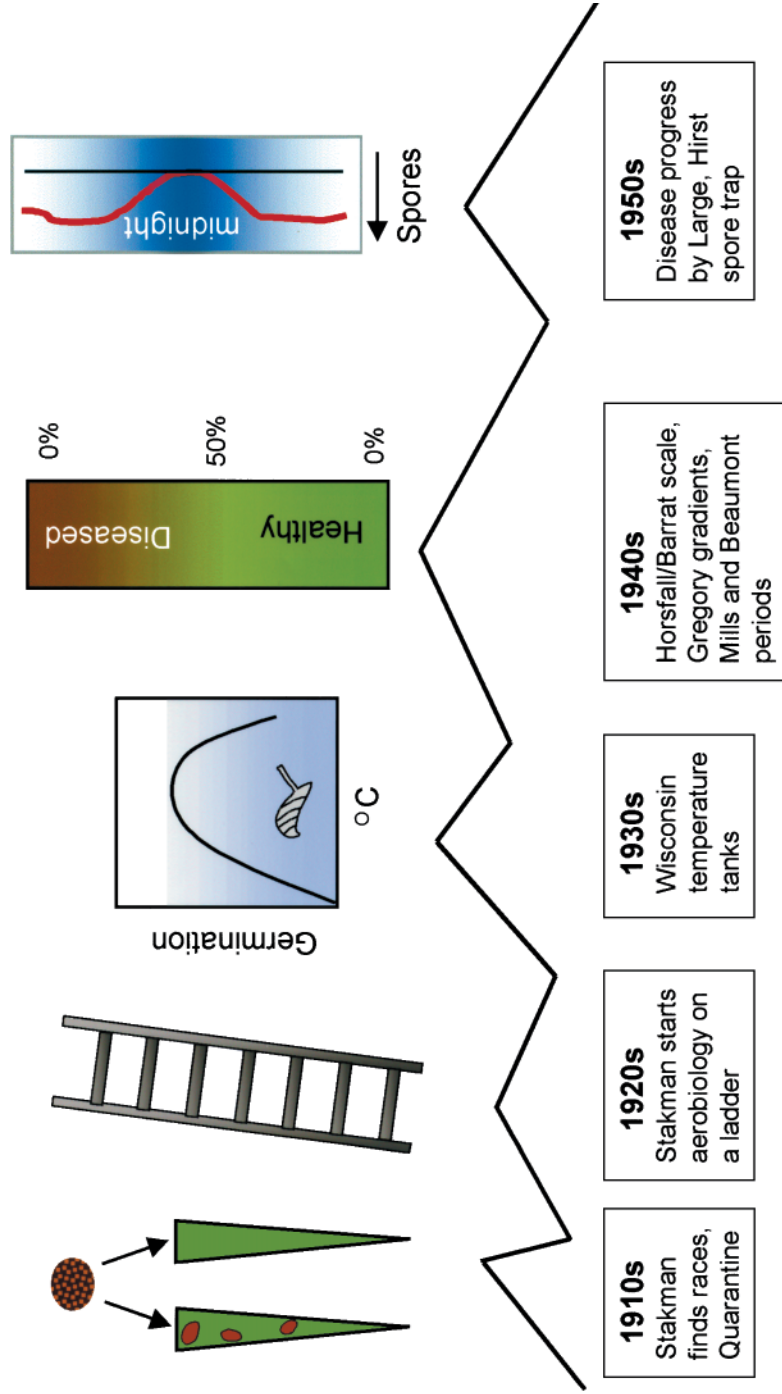 Germination
°C
Diseased
Healthy
0%
50%
0%
midnight
Spores
1910s
Stakman
finds races,
Quarantine
1920s
Stakman starts
aerobiology on
a ladder
1930s
Wisconsin
temperature
tanks
1940s
Horsfall/Barrat scale,
Gregory gradients,
Mills and Beaumont
periods
1950s
Disease progress
by Large, Hirst
spore trap